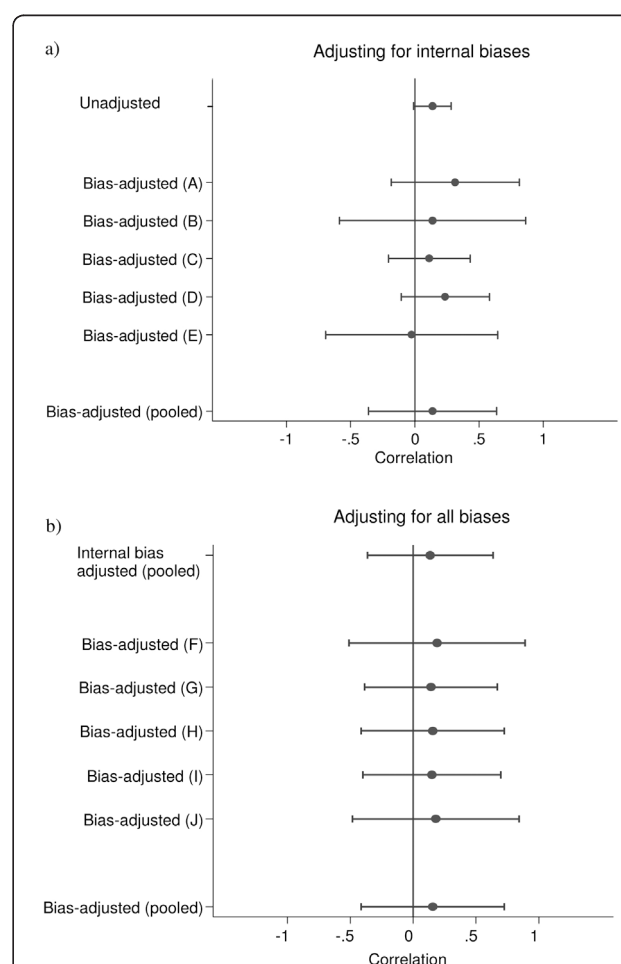 a)
Adjusting for internal biases
Unadjusted
Bias-adjusted (A)
Bias-adjusted (B)
Bias-adjusted (C)
Bias-adjusted (D)
Bias-adjusted (E)
Bias-adjusted (pooled)
-1 -.5 0 .5 1
Correlation
b)
Adjusting for all biases
Internal bias
adjusted (pooled)
Bias-adjusted (F)
Bias-adjusted (G)
Bias-adjusted (H)
Bias-adjusted (I)
Bias-adjusted (J)
Bias-adjusted (pooled)
-1 -.5 0 .5 1
Correlation